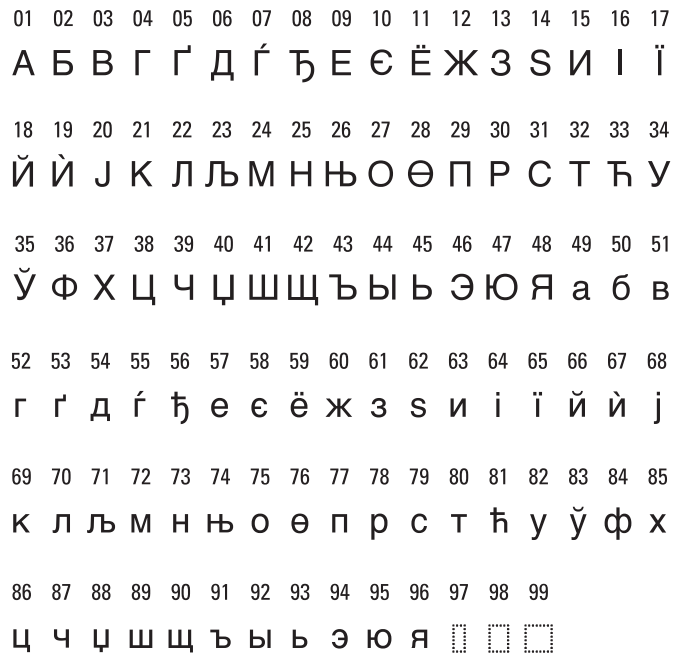 01 02 03 04 05 06 07 08 09 10 11 12 13 14 15 16 17
А Б В Г Ґ Д Ѓ Ђ Е Є Ё Ж З Ѕ И І Ї
18 19 20 21 22 23 24 25 26 27 28 29 30 31 32 33 34
Й Ѝ Ј К Л Љ М Н Њ О Ѳ П Р С Т Ћ У
35 36 37 38 39 40 41 42 43 44 45 46 47 48 49 50 51
Ў Ф Х Ц Ч Џ Ш Щ Ъ Ы Ь Э Ю Я а б в
52 53 54 55 56 57 58 59 60 61 62 63 64 65 66 67 68
г ґ д ѓ ђ е є ё ж з ѕ и і ї й ѝ ј
69 70 71 72 73 74 75 76 77 78 79 80 81 82 83 84 85
к л љ м н њ о ѳ п р с т ћ у ў ф х
86 87 88 89 90 91 92 93 94 95 96 97 98 99
ц ч џ ш щ ъ ы ь э ю я